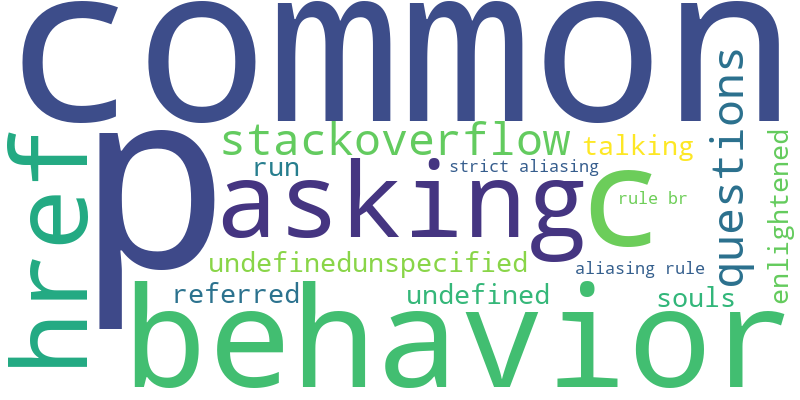 common
href
p
stackoverflow
talking
questions
enlightened
run
strict aliasing
asking
c
rule br
undefinedunspecified
aliasing rule
referred
undefined
souls
behavior